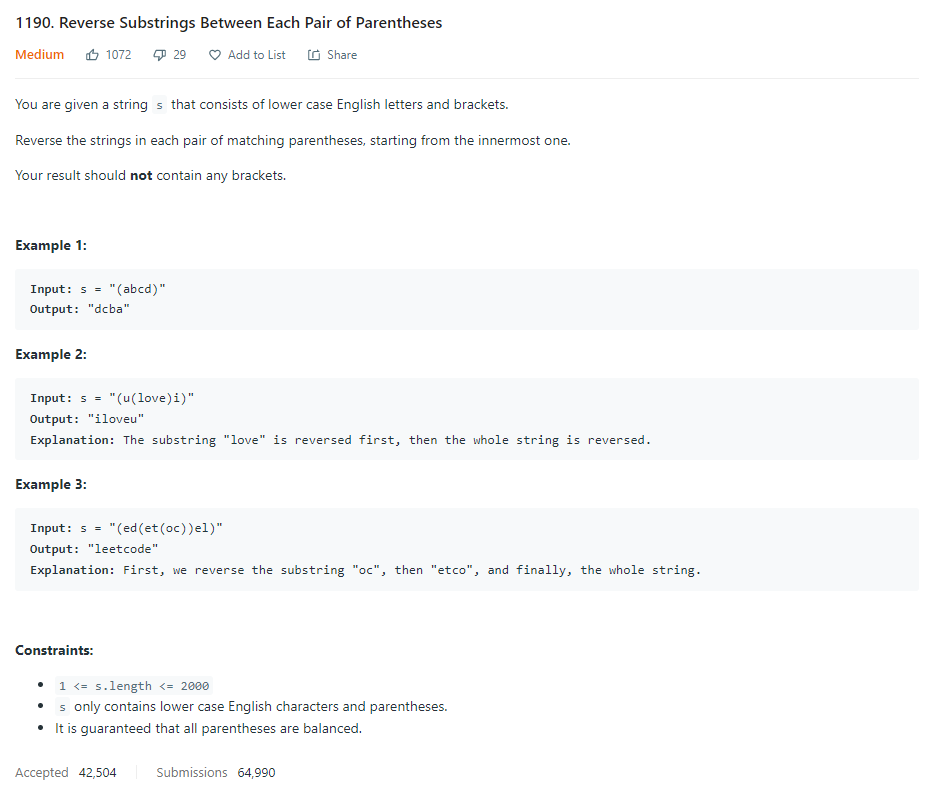 1190. Reverse Substrings Between Each Pair of Parentheses
Medium 1072 29 Add to List Share
You are given a string s that consists of lower case English letters and brackets.
Reverse the strings in each pair of matching parentheses, starting from the innermost one.
Your result should not contain any brackets.
Example 1:
Input: s = "(abcd)"
Output: "dcba"
Example 2:
Input: s = "(u(love)i)"
Output: "iloveu"
Explanation: The substring "love" is reversed first, then the whole string is reversed.
Example 3:
Input: s = "(ed(et(oc))el)"
Output: "leetcode"
Explanation: First, we reverse the substring "oc", then "etco", and finally, the whole string.
Constraints:
• 1 <= s.length <= 2000
• s only contains lower case English characters and parentheses.
• It is guaranteed that all parentheses are balanced.
Accepted 42,504 Submissions 64,990